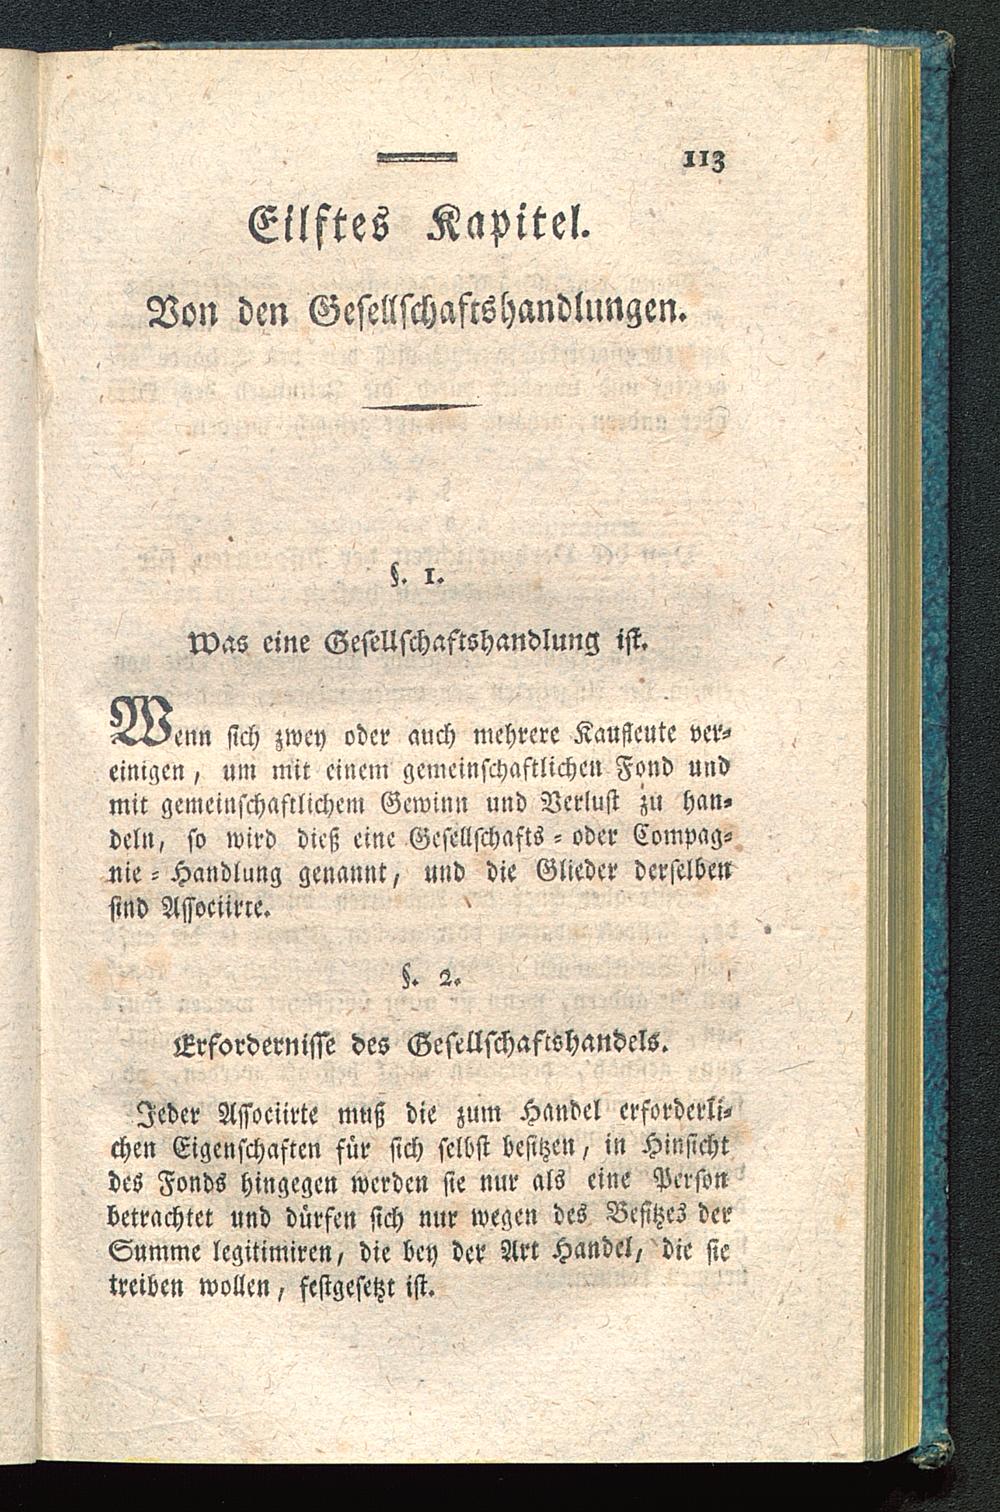 113
Eilftes Kapitel.
Von den Gesellschaftshandlungen.
§. 1.
Was eine Gesellschaftshandlung ist.
Wenn sich zwey oder auch mehrere Kaufleute ver-
einigen, um mit einem gemeinschaftlichen Fond und
mit gemeinschaftlichem Gewinn und Verlust zu han-
deln, so wird dieß eine Gesellschafts- oder Compag-
nie-Handlung genannt, und die Glieder derselben
sind Associirte.
§. 2.
Erfordernisse des Gesellschaftshandels.
Jeder Associirte muß die zum Handel erforderli-
chen Eigenschaften für sich selbst besitzen, in Hinsicht
des Fonds hingegen werden sie nur als eine Person
betrachtet und dürfen sich nur wegen des Besitzes der
Summe legitimiren, die bey der Art Handel, die sie
treiben wollen, festgesetzt ist.